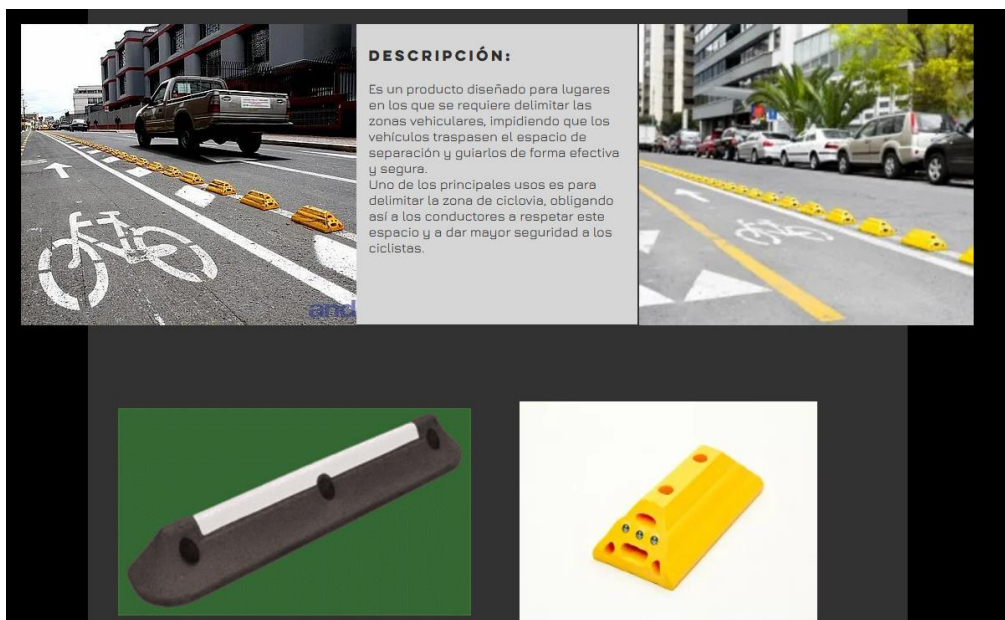 DESCRIPCIÓN:
Es un producto diseñado para lugares
en los que se requiere delimitar las
zonas vehiculares, impidiendo que los
vehículos traspasen el espacio de
separación y guiarlos de forma efectiva
y segura.
Uno de los principales usos es para
delimitar la zona de ciclovia, obligando
así a los conductores a respetar este
espacio y a dar mayor seguridad a los
ciclistas.
and